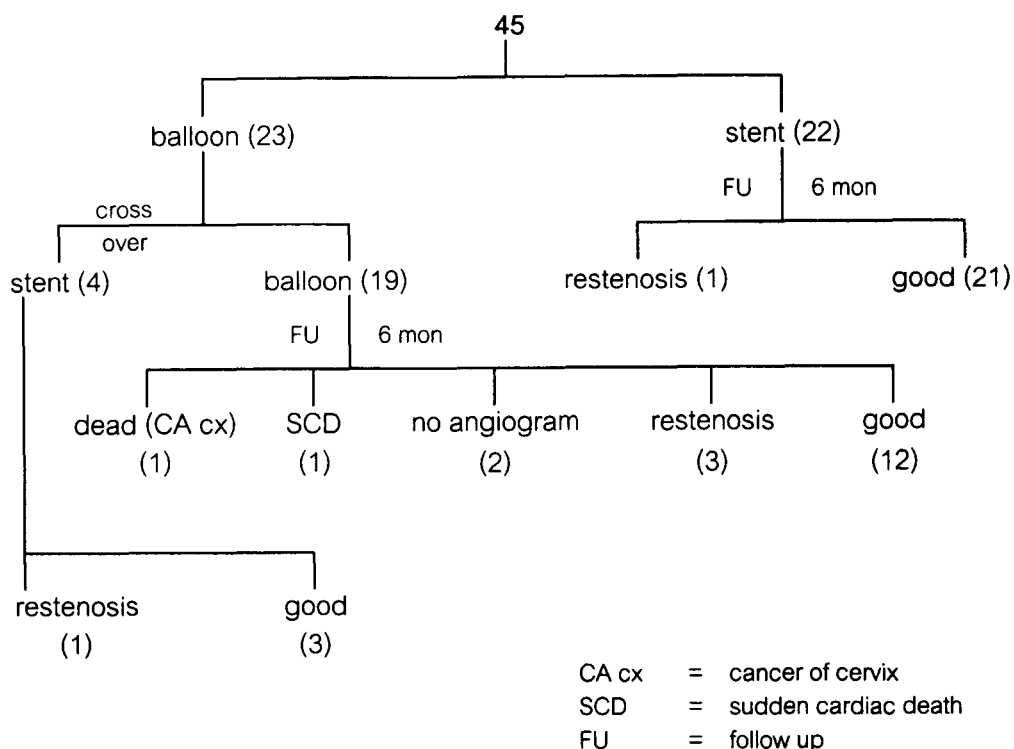 45
balloon (23) stent (22)
FU 6 mon
cross
over
stent (4) balloon (19) restenosis (1) good (21)
FU 6 mon
dead (CA cx) SCD no angiogram restenosis good
(1) (1) (2) (3) (12)
restenosis good
(1) (3)
CA cx = cancer of cervix
SCD = sudden cardiac death
FU = follow up